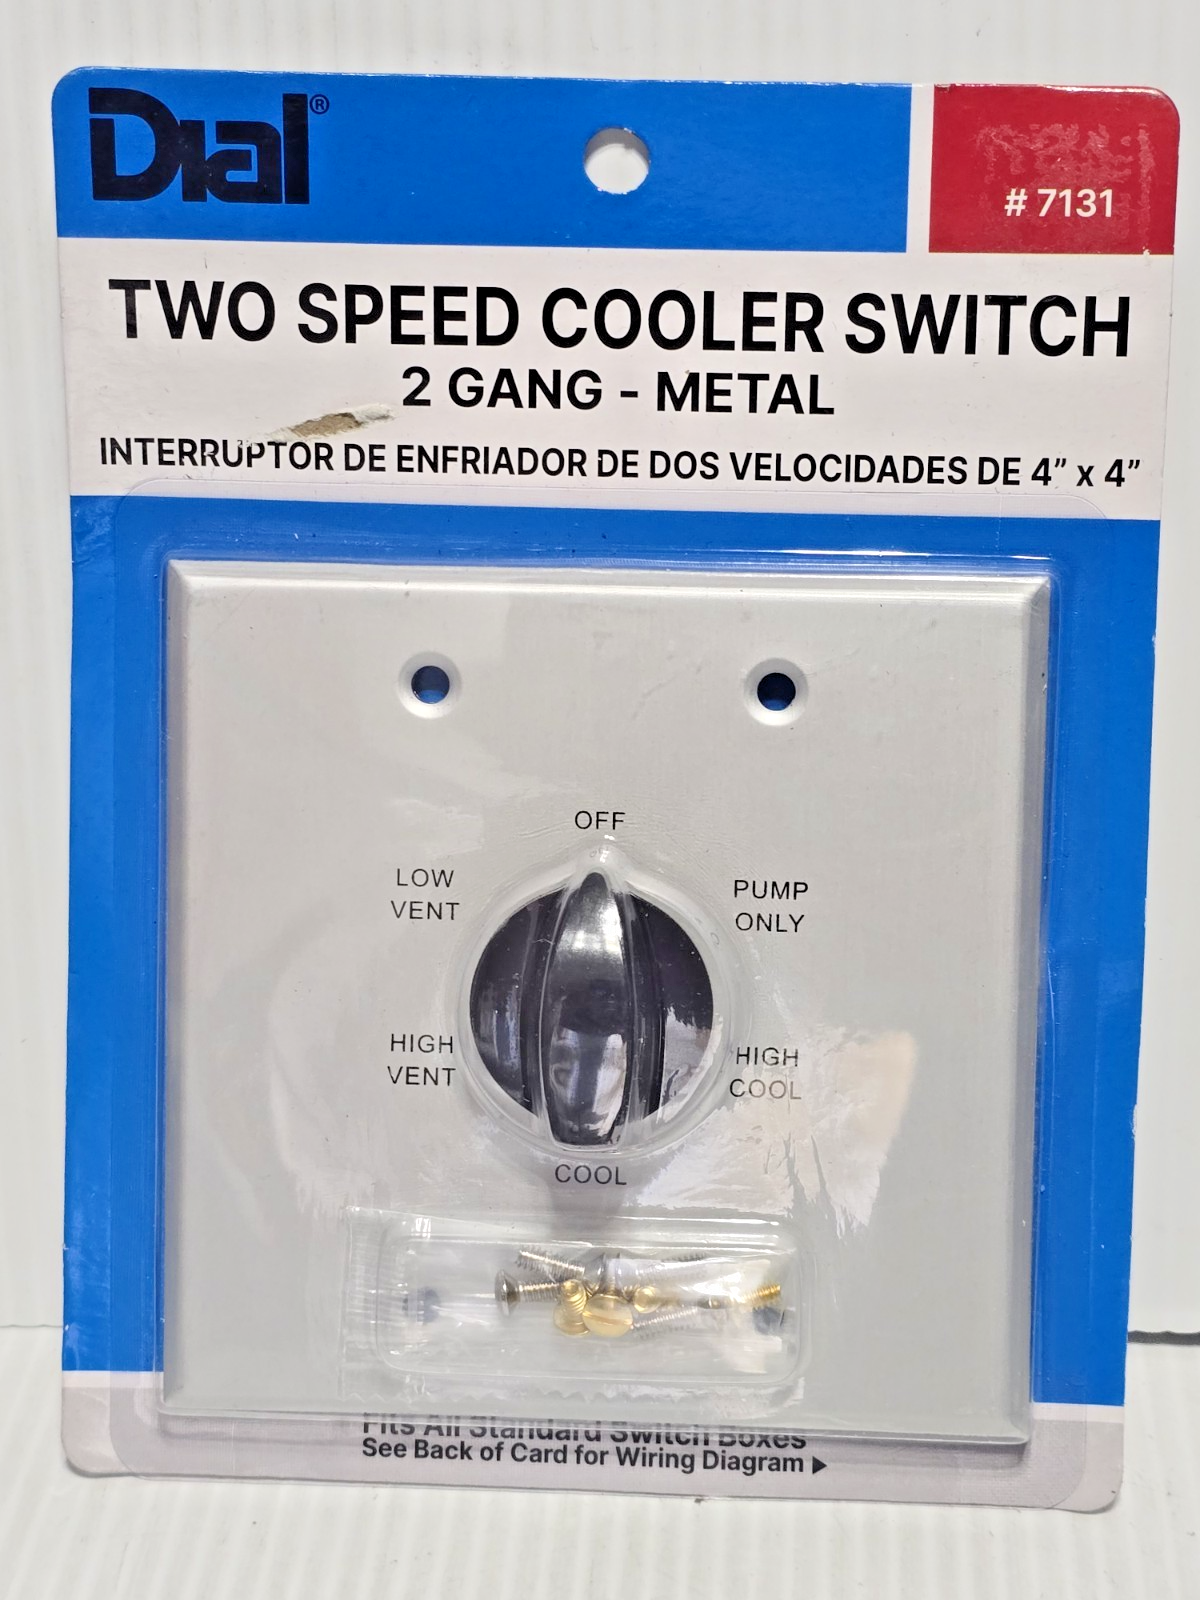 Dial®
# 7131
TWO SPEED COOLER SWITCH
2 GANG - METAL
INTERRUPTOR DE ENFRIADOR DE DOS VELOCIDADES DE 4” x 4”
OFF
LOW VENT
PUMP ONLY
HIGH VENT
HIGH COOL
COOL
Fits All Standard Switch Boxes
See Back of Card for Wiring Diagram ▶